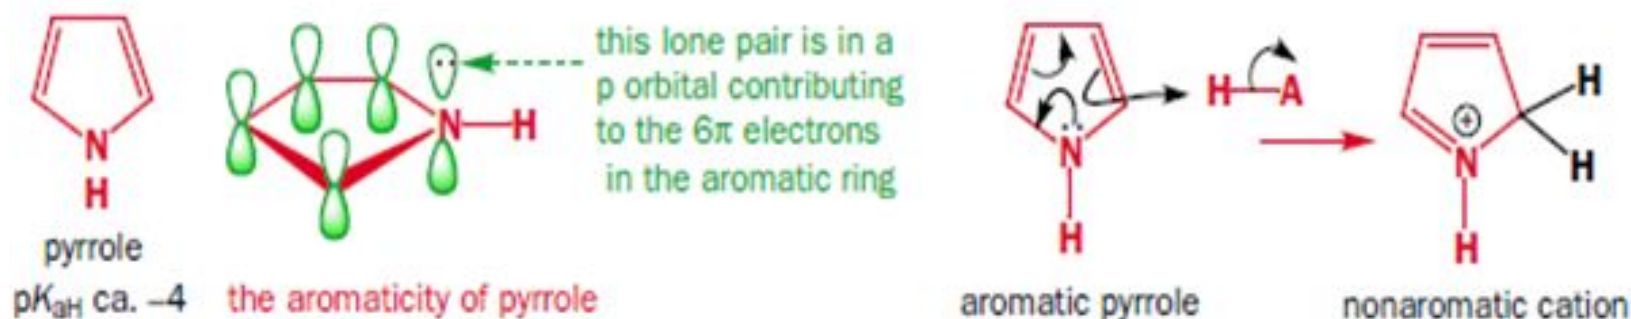 N
H
pyrrole
pKaH ca. –4
N H
the aromaticity of pyrrole
this lone pair is in a
p orbital contributing
to the 6π electrons
in the aromatic ring
H A
N
H
aromatic pyrrole
H
⊕
N H
H
nonaromatic cation